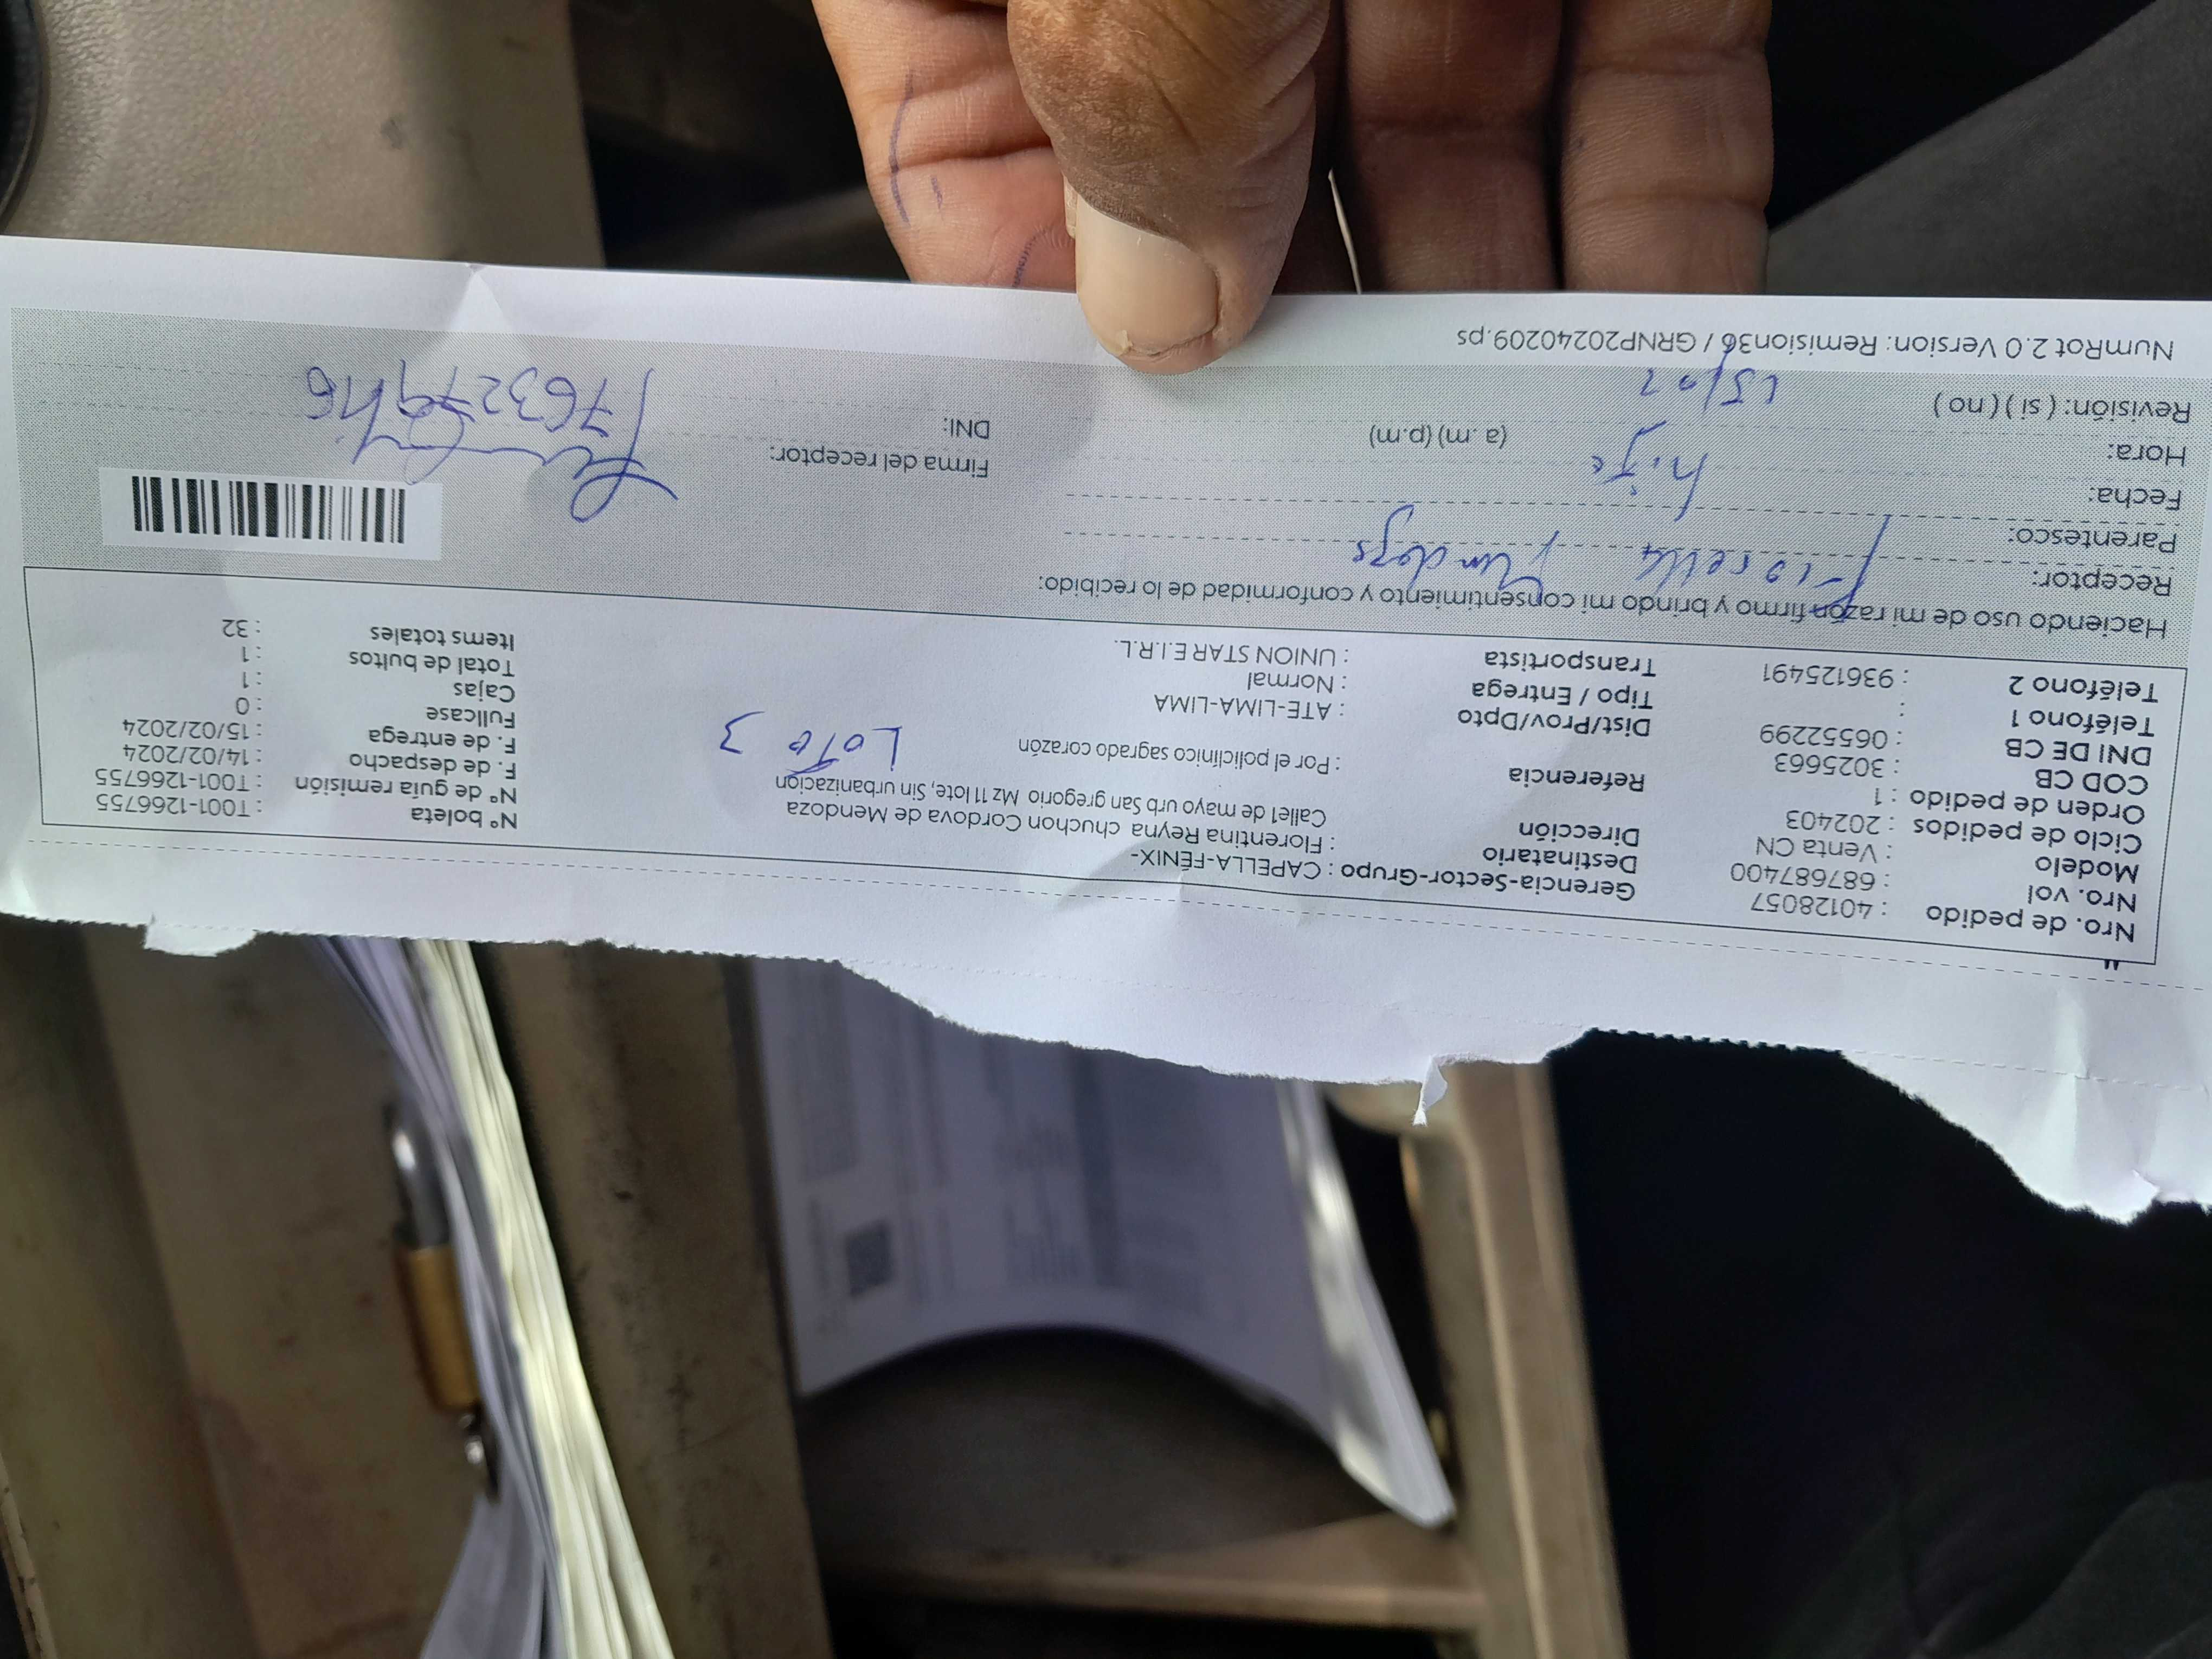 Nro. de pedido : 40128057
Nro. vol : 687687400
Modelo : Venta CN
Ciclo de pedidos : 202403
Orden de pedido : 1
COD CB : 3025663
DNI DE CB : 06552299
Teléfono 1 :
Teléfono 2 : 936125491
Gerencia-Sector-Grupo : CAPELLA-FÉNIX-
Destinatario : Florentina Reyna chuchon Cordova de Mendoza
Dirección Calle1 de mayo urb San gregorio Mz 11 lote, Sin urbanizacion
Referencia : Por el policlinico sagrado corazón
LOTE 3
Dist/Prov/Dpto : ATE-LIMA-LIMA
Tipo / Entrega : Normal
Transportista : UNION STAR E.I.R.L.
Nº boleta : T001-1266755
Nº de guía remisión : T001-1266755
F. de despacho : 14/02/2024
F. de entrega : 15/02/2024
Fullcase : 0
Cajas : 1
Total de bultos : 1
Items totales : 32
Haciendo uso de mi razón firmo y brindo mi consentimiento y conformidad de lo recibido:
Receptor: Fiorella
Parentesco: hija
Fecha: 15/02
Hora: (a .m) (p.m)
Revisión: ( si ) ( no )
Firma del receptor:
DNI:
NumRot 2.0 Version: Remision36 / GRNP20240209.ps